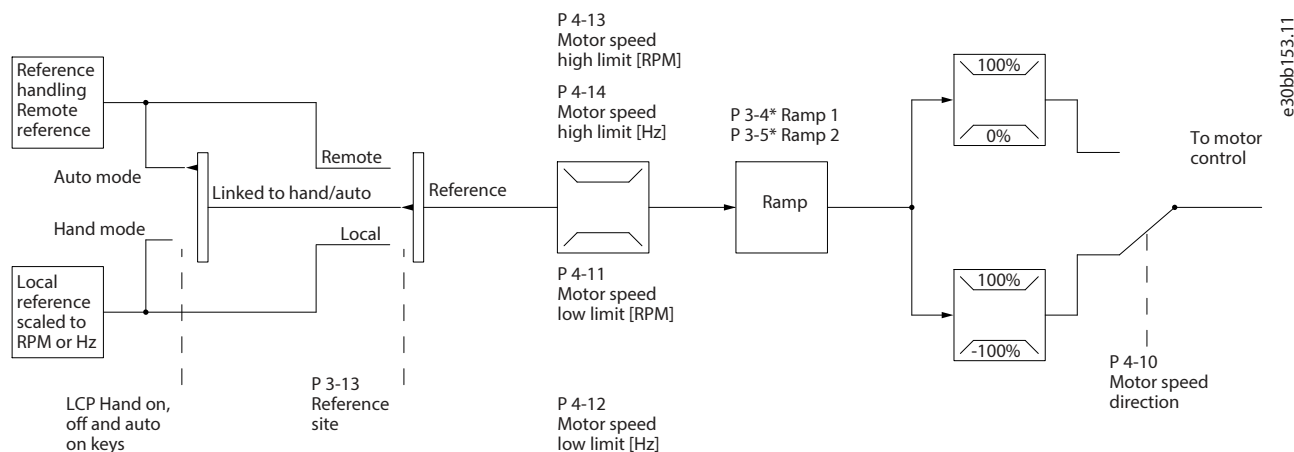 P 4-13
Motor speed
high limit [RPM]
P 4-14
Motor speed
high limit [Hz]
Reference
handling
Remote
reference
Auto mode
Hand mode
Local
reference
scaled to
RPM or Hz
LCP Hand on,
off and auto
on keys
Linked to hand/auto
Remote
Local
P 3-13
Reference
site
Reference
P 4-11
Motor speed
low limit [RPM]
P 4-12
Motor speed
low limit [Hz]
P 3-4* Ramp 1
P 3-5* Ramp 2
Ramp
100%
0%
100%
-100%
To motor
control
P 4-10
Motor speed
direction
e30bb153.11